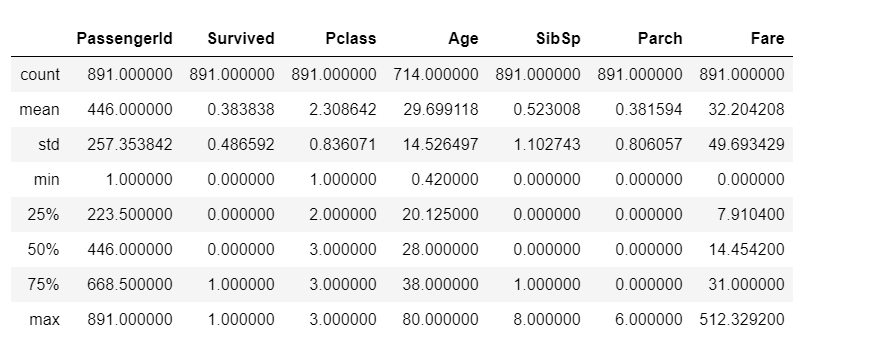 PassengerId Survived Pclass Age SibSp Parch Fare
count 891.000000 891.000000 891.000000 714.000000 891.000000 891.000000 891.000000
mean 446.000000 0.383838 2.308642 29.699118 0.523008 0.381594 32.204208
std 257.353842 0.486592 0.836071 14.526497 1.102743 0.806057 49.693429
min 1.000000 0.000000 1.000000 0.420000 0.000000 0.000000 0.000000
25% 223.500000 0.000000 2.000000 20.125000 0.000000 0.000000 7.910400
50% 446.000000 0.000000 3.000000 28.000000 0.000000 0.000000 14.454200
75% 668.500000 1.000000 3.000000 38.000000 1.000000 0.000000 31.000000
max 891.000000 1.000000 3.000000 80.000000 8.000000 6.000000 512.329200